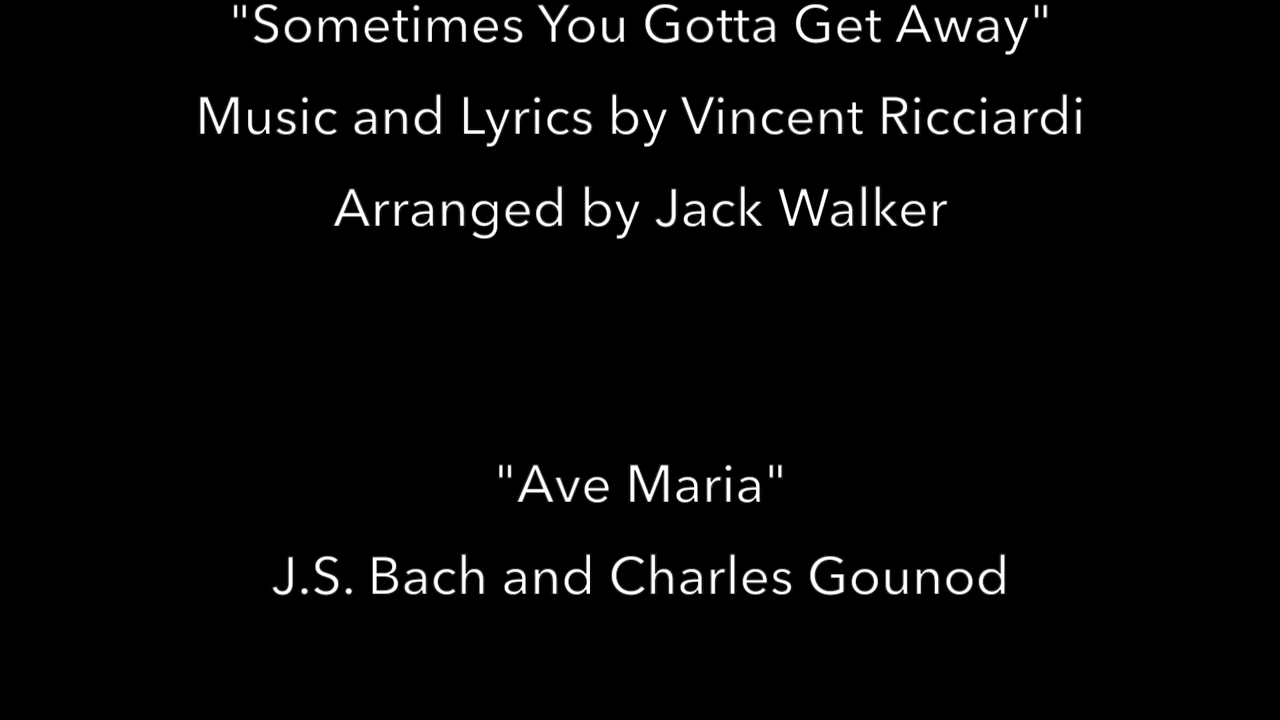 "Sometimes You Gotta Get Away"
Music and Lyrics by Vincent Ricciardi
Arranged by Jack Walker
"Ave Maria"
J.S. Bach and Charles Gounod